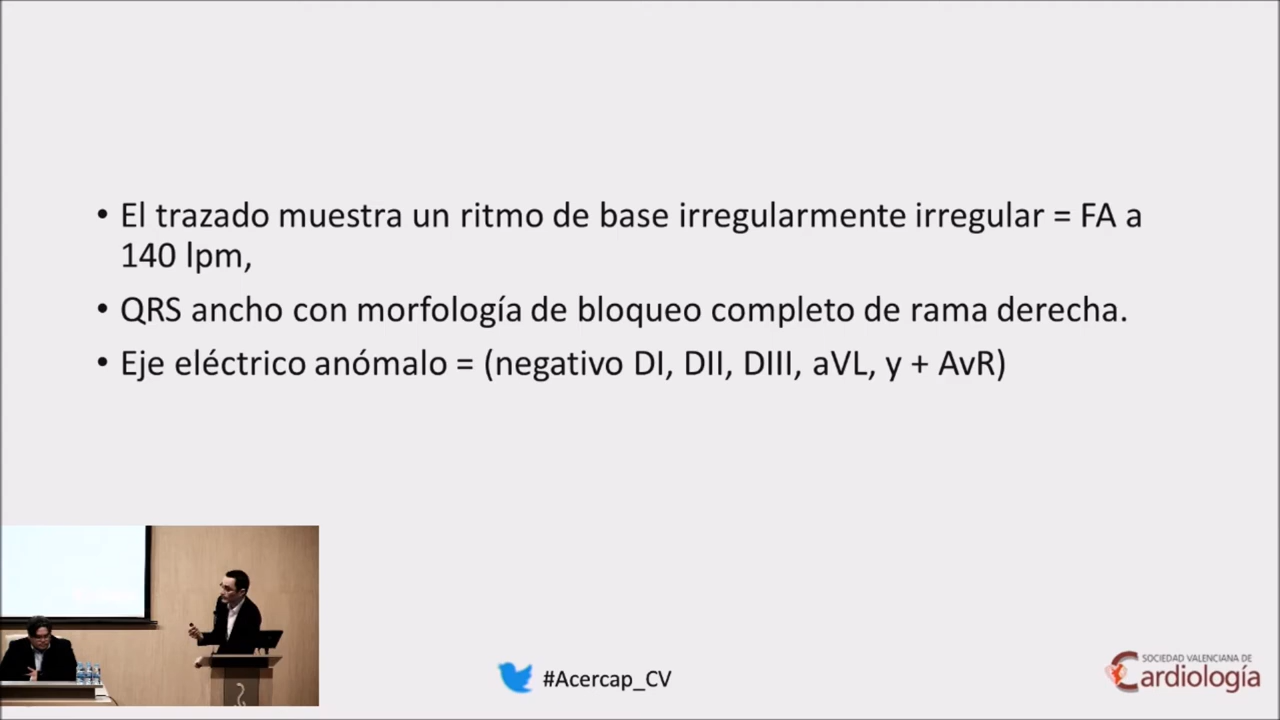 • El trazado muestra un ritmo de base irregularmente irregular = FA a
140 lpm,
• QRS ancho con morfología de bloqueo completo de rama derecha.
• Eje eléctrico anómalo = (negativo DI, DII, DIII, aVL, y + AvR)
#Acercap_CV
SOCIEDAD VALENCIANA DE
Cardiología